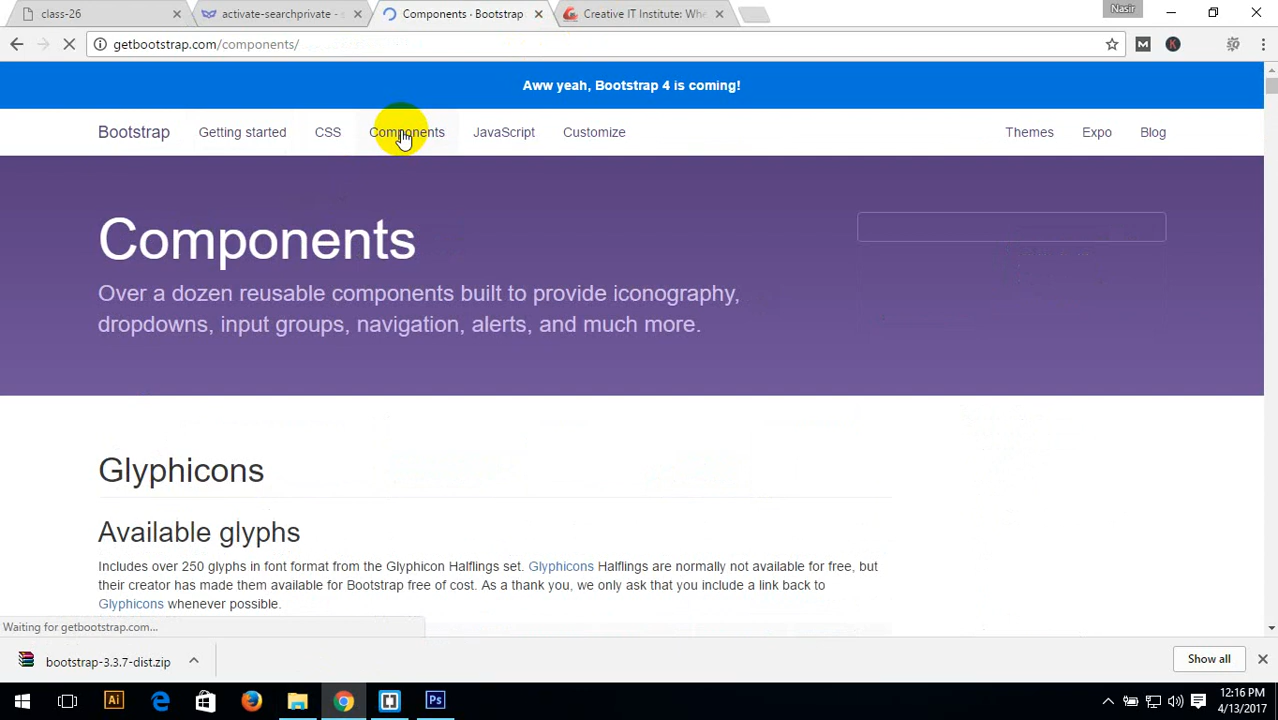 Nasir
class-26
activate-searchprivate -
Components · Bootstrap
Creative IT Institute: Whe
getbootstrap.com/components/
Aww yeah, Bootstrap 4 is coming!
Bootstrap Getting started CSS Components JavaScript Customize Themes Expo Blog
Components
Over a dozen reusable components built to provide iconography,
dropdowns, input groups, navigation, alerts, and much more.
Glyphicons
Available glyphs
Includes over 250 glyphs in font format from the Glyphicon Halflings set. Glyphicons Halflings are normally not available for free, but
their creator has made them available for Bootstrap free of cost. As a thank you, we only ask that you include a link back to
Glyphicons whenever possible.
Waiting for getbootstrap.com...
bootstrap-3.3.7-dist.zip
Show all
Ai
Ps
12:16 PM
4/13/2017